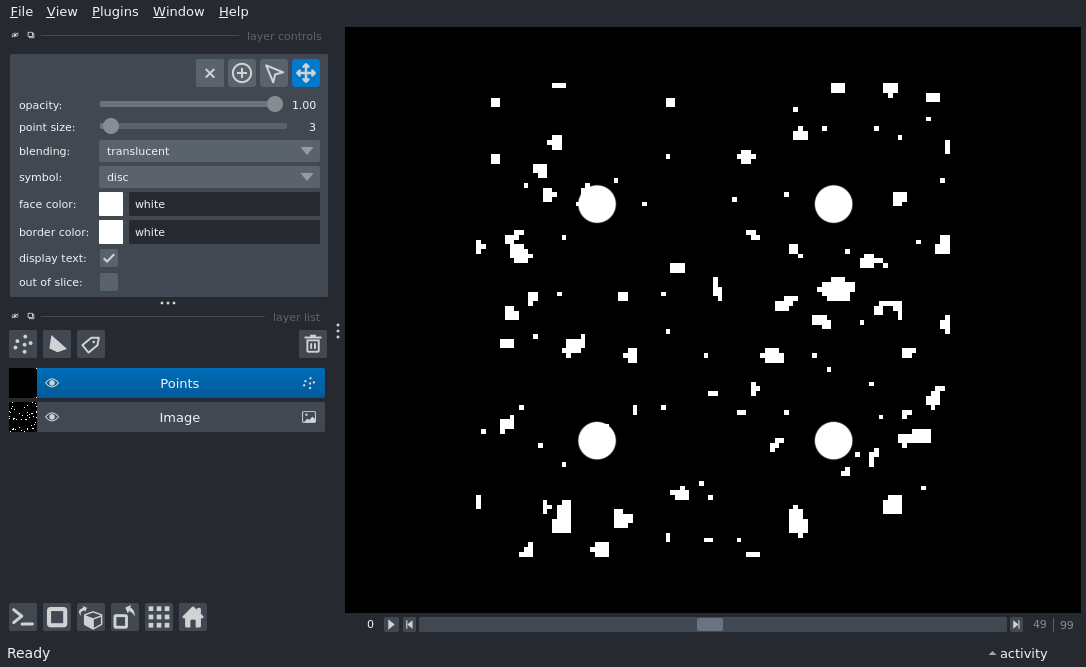 File View Plugins Window Help
layer controls
opacity: 1.00
point size: 3
blending: translucent
symbol: disc
face color: white
border color: white
display text:
out of slice:
layer list
Points
Image
0 49 99
Ready activity